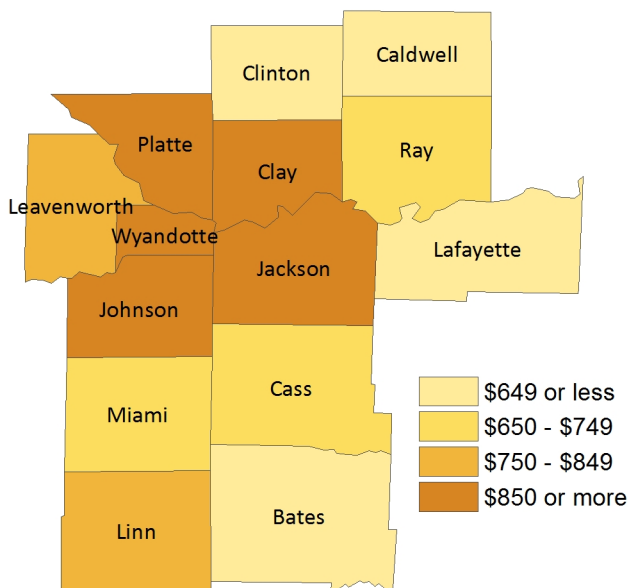 Caldwell
Clinton
Platte
Ray
Clay
Leavenworth
Wyandotte
Lafayette
Jackson
Johnson
Cass
Miami
Bates
Linn
$649 or less
$650 - $749
$750 - $849
$850 or more